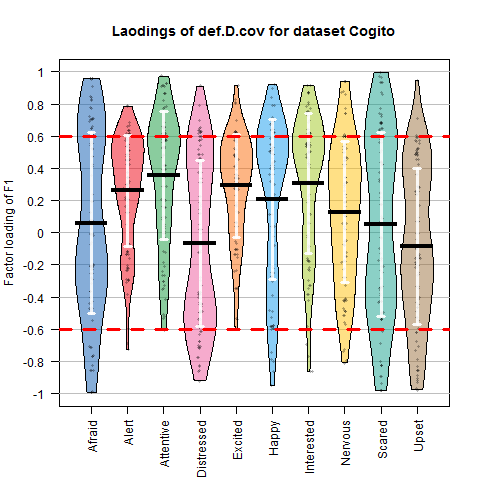 Laodings of def.D.cov for dataset Cogito
Factor loading of F1
1
0.8
0.6
0.4
0.2
0
-0.2
-0.4
-0.6
-0.8
-1
Afraid
Alert
Attentive
Distressed
Excited
Happy
Interested
Nervous
Scared
Upset